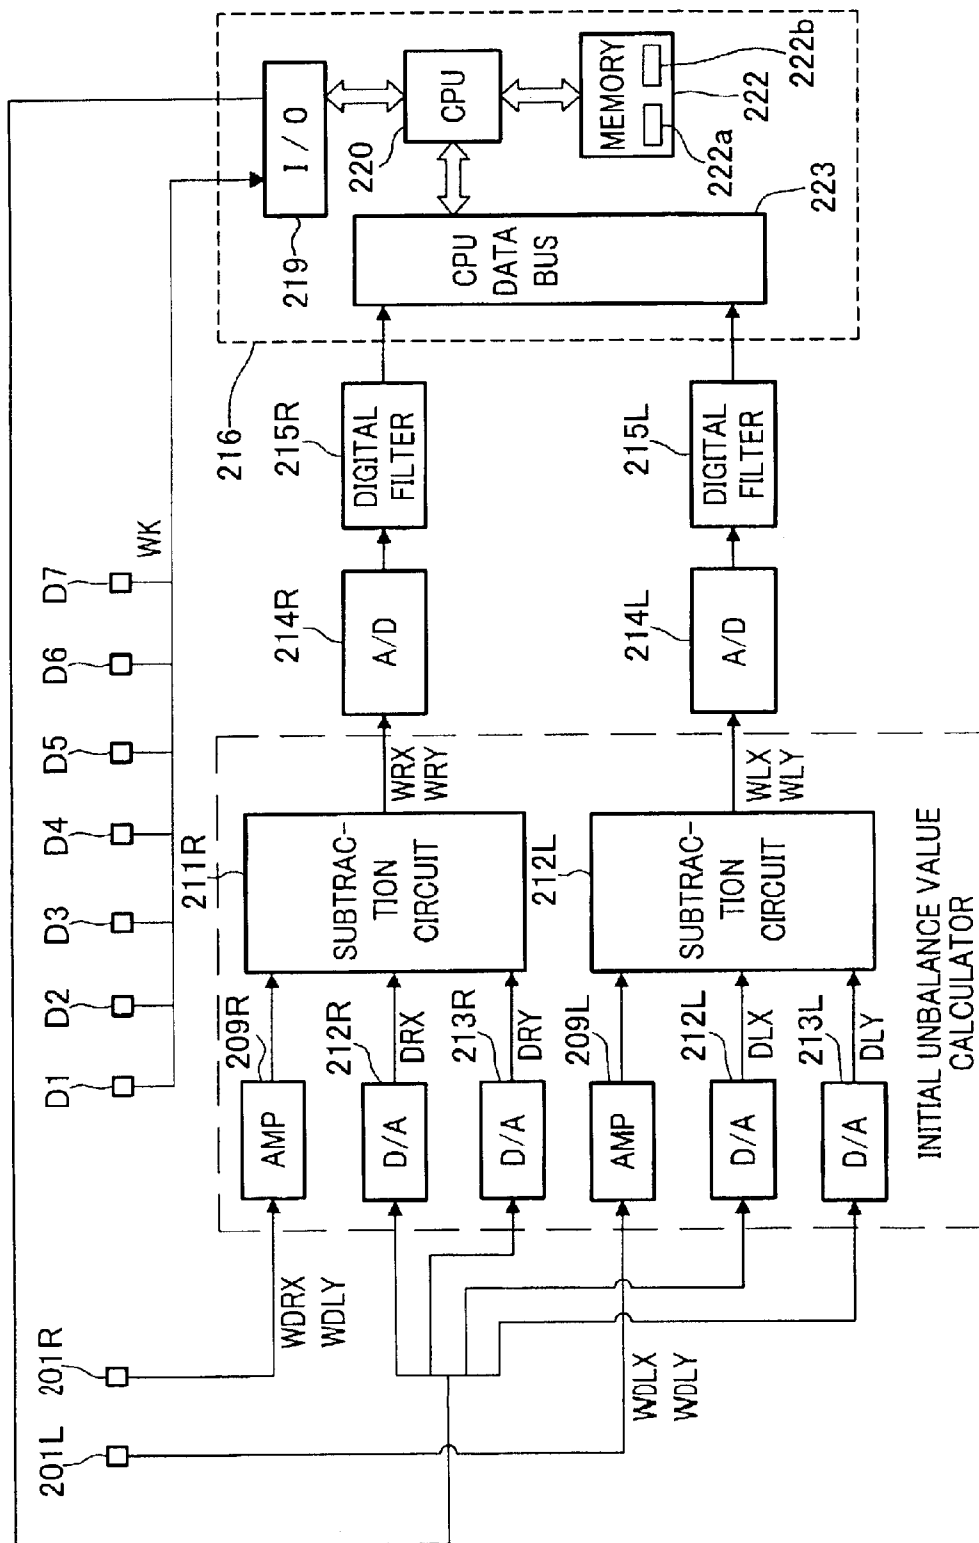 201L
201R
D1
D2
D3
D4
D5
D6
D7
WK
WDRX
WDLY
WDLX
WDLY
209R
AMP
212R
D/A
DRX
213R
D/A
DRY
209L
AMP
212L
D/A
DLX
213L
D/A
DLY
211R
SUBTRAC-
TION
CIRCUIT
212L
SUBTRAC-
TION
CIRCUIT
INITIAL UNBALANCE VALUE
CALCULATOR
WRX
WRY
WLX
WLY
214R
A/D
214L
A/D
215R
DIGITAL
FILTER
215L
DIGITAL
FILTER
216
219
I/O
220
CPU
CPU
DATA
BUS
223
MEMORY
222a
222
222b